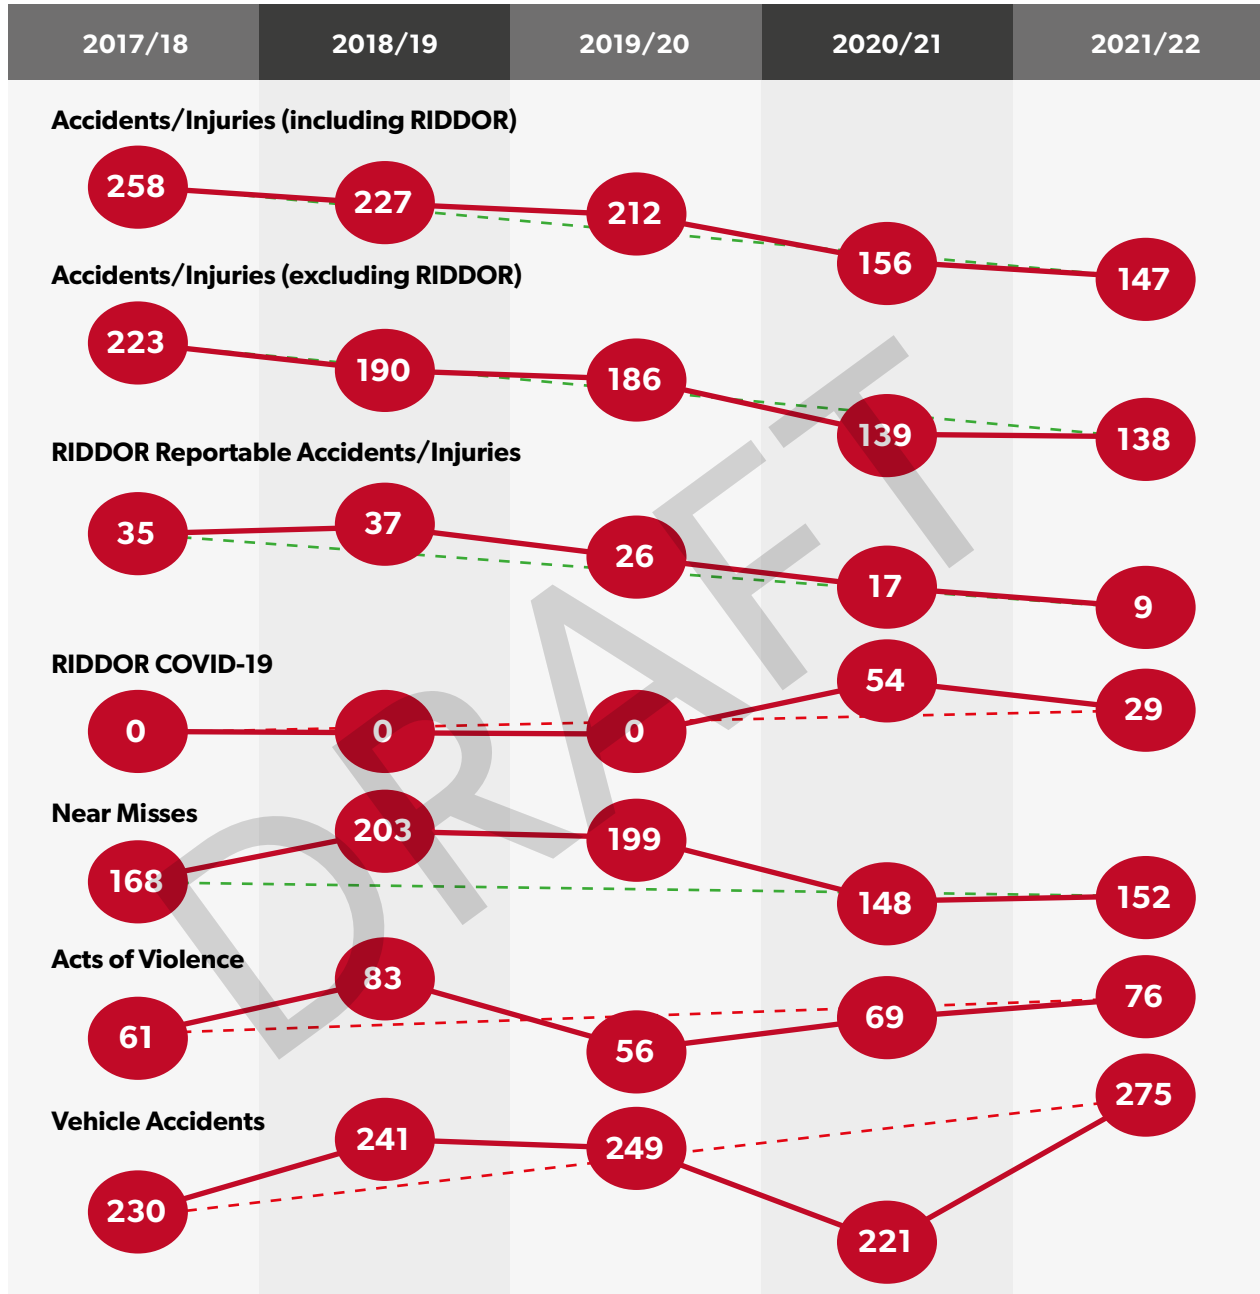 2017/18 2018/19 2019/20 2020/21 2021/22
Accidents/Injuries (including RIDDOR)
258 227 212 156 147
Accidents/Injuries (excluding RIDDOR)
223 190 186 139 138
RIDDOR Reportable Accidents/Injuries
35 37 26 17 9
RIDDOR COVID-19
0 0 0 54 29
Near Misses
168 203 199 148 152
Acts of Violence
61 83 56 69 76
Vehicle Accidents
230 241 249 221 275
DRAFT